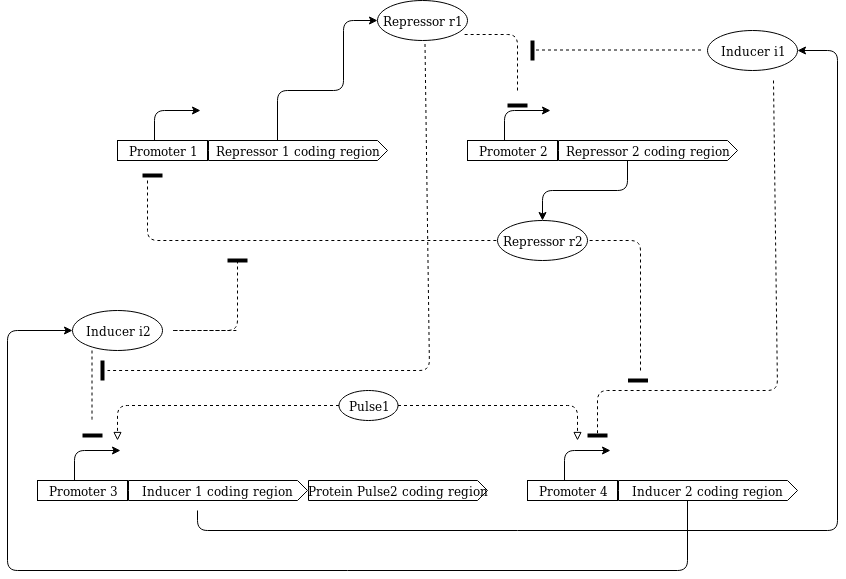 Repressor r1
Inducer i1
Promoter 1
Repressor 1 coding region
Promoter 2
Repressor 2 coding region
Repressor r2
Inducer i2
Pulse1
Promoter 3
Inducer 1 coding region
Protein Pulse2 coding region
Promoter 4
Inducer 2 coding region